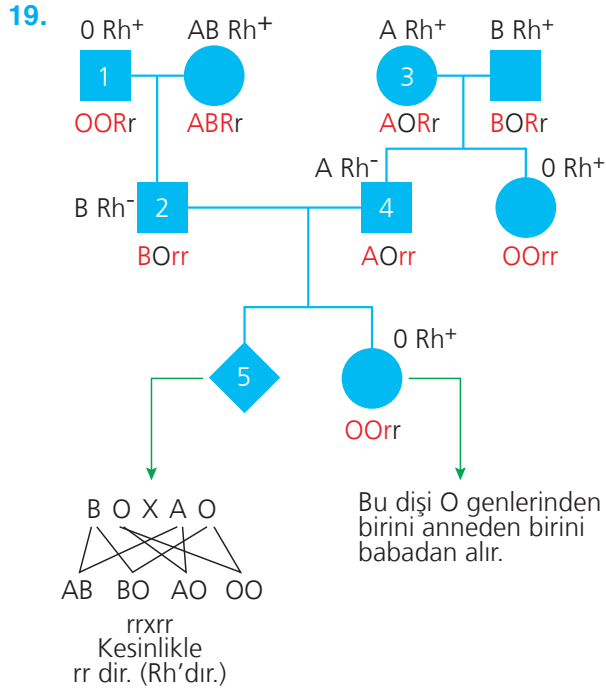 19.
0 Rh+ AB Rh+ A Rh+ B Rh+
1 3
OORr ABRr AORr BORr
A Rh- 0 Rh+
B Rh- 2 4
BOrr AOrr OOrr
0 Rh+
5
OOrr
B O X A O
AB BO AO OO
rrxrr
Kesinlikle
rr dir. (Rh'dır.)
Bu dişi O genlerinden
birini anneden birini
babadan alır.